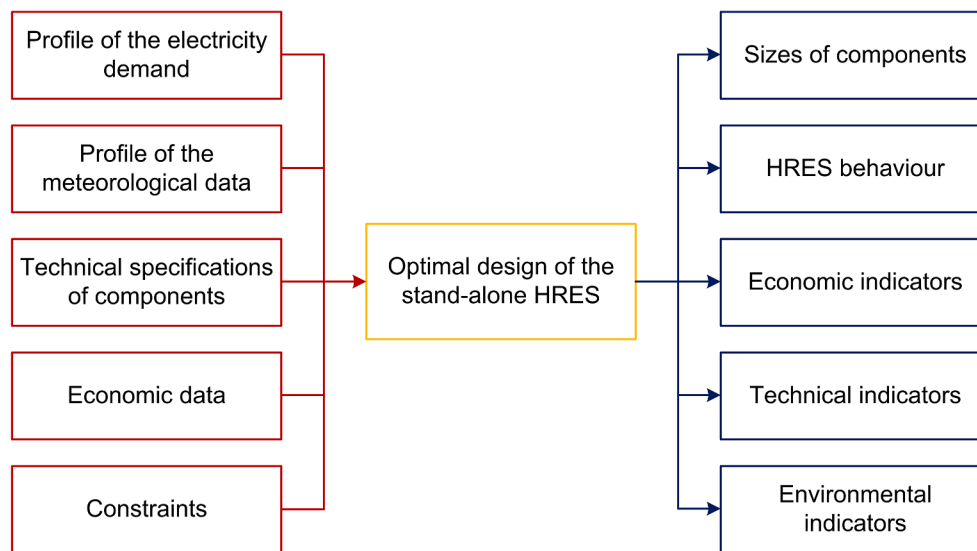 Profile of the electricity
demand
Profile of the
meteorological data
Technical specifications
of components
Economic data
Constraints
Optimal design of the
stand-alone HRES
Sizes of components
HRES behaviour
Economic indicators
Technical indicators
Environmental
indicators